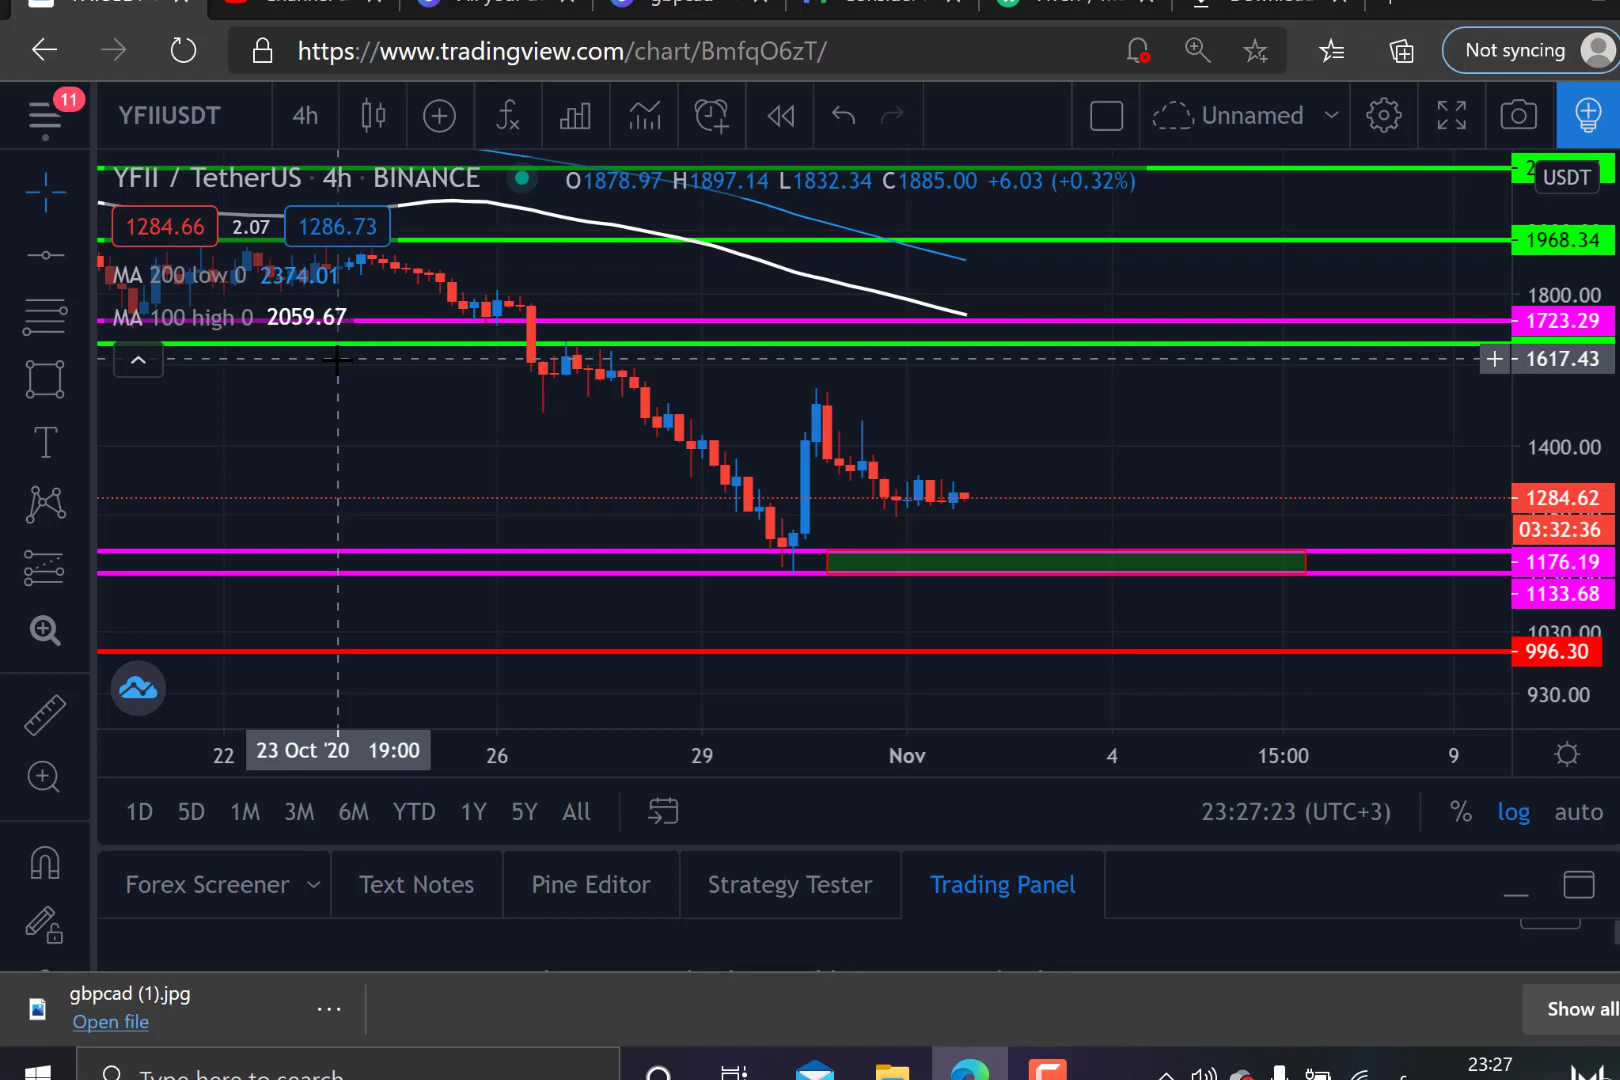 https://www.tradingview.com/chart/BmfqO6zT/
Not syncing
11
YFIIUSDT
4h
Unnamed
YFII / TetherUS · 4h · BINANCE
O1878.97 H1897.14 L1832.34 C1885.00 +6.03 (+0.32%)
USDT
1284.66
2.07
1286.73
1968.34
MA 200 low 0 2374.01
1800.00
MA 100 high 0 2059.67
1723.29
1617.43
1400.00
1284.62
03:32:36
1176.19
1133.68
1030.00
996.30
930.00
22
23 Oct '20 19:00
26
29
Nov
4
15:00
9
1D 5D 1M 3M 6M YTD 1Y 5Y All
23:27:23 (UTC+3)
%
log
auto
Forex Screener
Text Notes
Pine Editor
Strategy Tester
Trading Panel
gbpcad (1).jpg
Open file
...
Show all
Type here to search
23:27